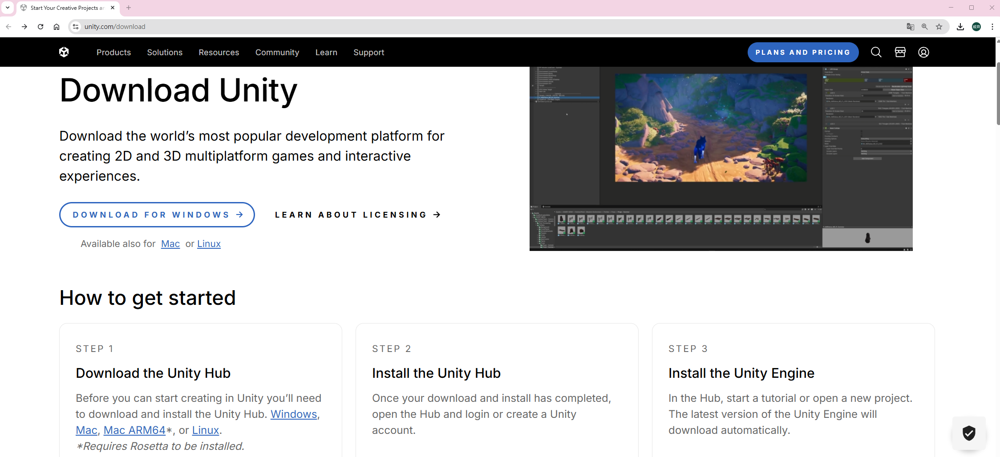 Start Your Creative Projects an
unity.com/download
威齊
Products Solutions Resources Community Learn Support
PLANS AND PRICING
Download Unity
Download the world’s most popular development platform for
creating 2D and 3D multiplatform games and interactive
experiences.
DOWNLOAD FOR WINDOWS → LEARN ABOUT LICENSING →
Available also for Mac or Linux
How to get started
STEP 1
Download the Unity Hub
Before you can start creating in Unity you’ll need
to download and install the Unity Hub. Windows,
Mac, Mac ARM64*, or Linux.
*Requires Rosetta to be installed.
STEP 2
Install the Unity Hub
Once your download and install has completed,
open the Hub and login or create a Unity
account.
STEP 3
Install the Unity Engine
In the Hub, start a tutorial or open a new project.
The latest version of the Unity Engine will
download automatically.